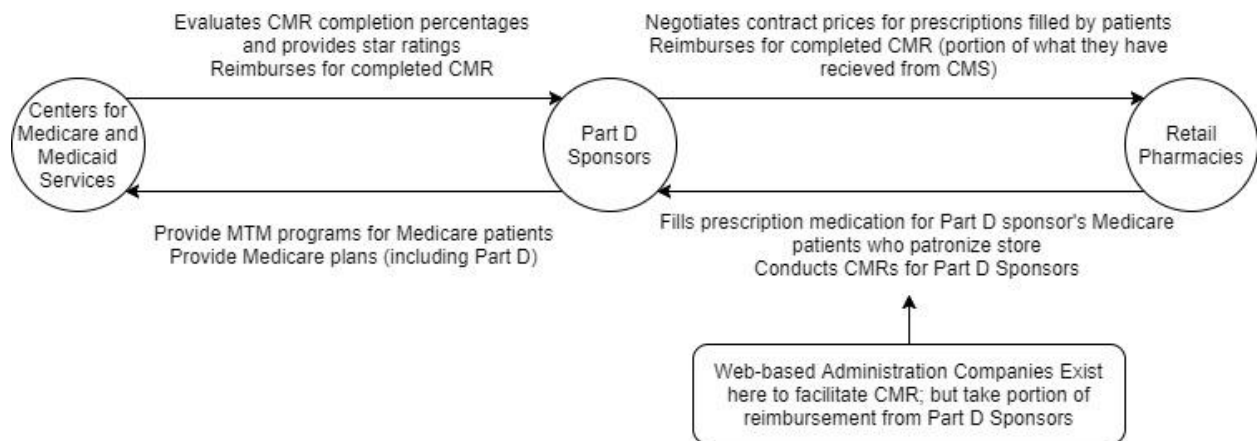 Evaluates CMR completion percentages
and provides star ratings
Reimburses for completed CMR
Negotiates contract prices for prescriptions filled by patients
Reimburses for completed CMR (portion of what they have
recieved from CMS)
Centers for
Medicare and
Medicaid
Services
Part D
Sponsors
Retail
Pharmacies
Provide MTM programs for Medicare patients
Provide Medicare plans (including Part D)
Fills prescription medication for Part D sponsor's Medicare
patients who patronize store
Conducts CMRs for Part D Sponsors
Web-based Administration Companies Exist
here to facilitate CMR; but take portion of
reimbursement from Part D Sponsors